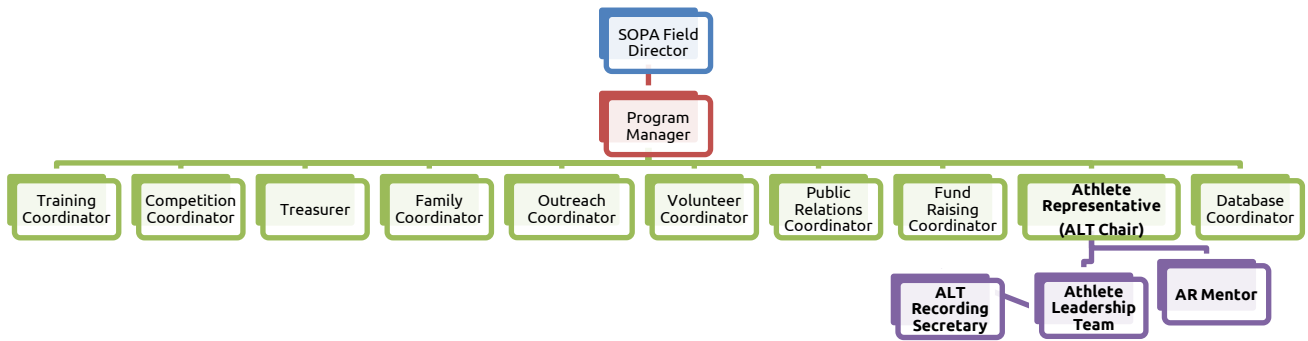 SOPA Field
Director
Program
Manager
Training
Coordinator
Competition
Coordinator
Treasurer
Family
Coordinator
Outreach
Coordinator
Volunteer
Coordinator
Public
Relations
Coordinator
Fund
Raising
Coordinator
Athlete
Representative
(ALT Chair)
Database
Coordinator
ALT
Recording
Secretary
Athlete
Leadership
Team
AR Mentor